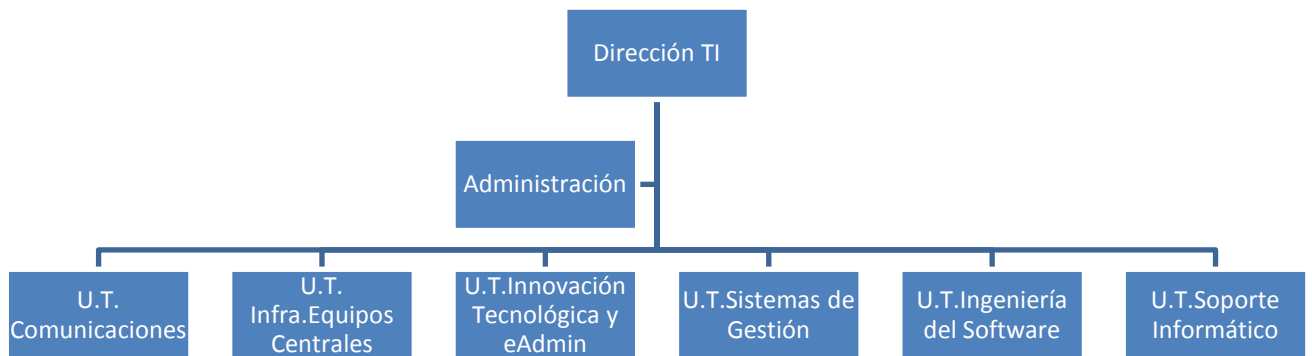 Dirección TI
Administración
U.T.
Comunicaciones
U.T.
Infra.Equipos
Centrales
U.T.Innovación
Tecnológica y
eAdmin
U.T.Sistemas de
Gestión
U.T.Ingeniería
del Software
U.T.Soporte
Informático